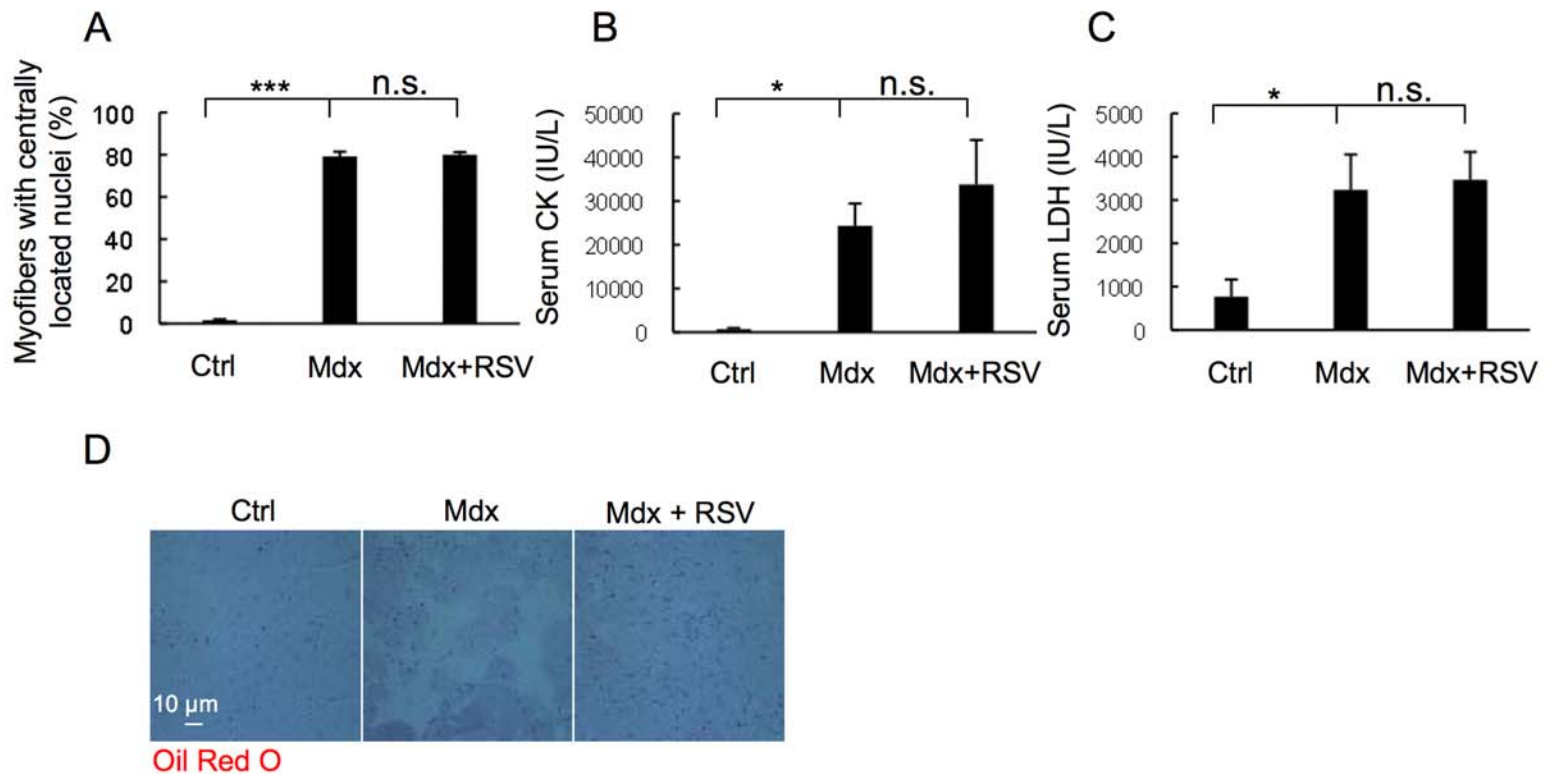 A
Myofibers with centrally
located nuclei (%)
100
80
60
40
20
0
***
n.s.
Ctrl
Mdx
Mdx+RSV
B
Serum CK (IU/L)
50000
40000
30000
20000
10000
0
*
n.s.
Ctrl
Mdx
Mdx+RSV
C
Serum LDH (IU/L)
5000
4000
3000
2000
1000
0
*
n.s.
Ctrl
Mdx
Mdx+RSV
D
Ctrl
Mdx
Mdx + RSV
10 μm
Oil Red O